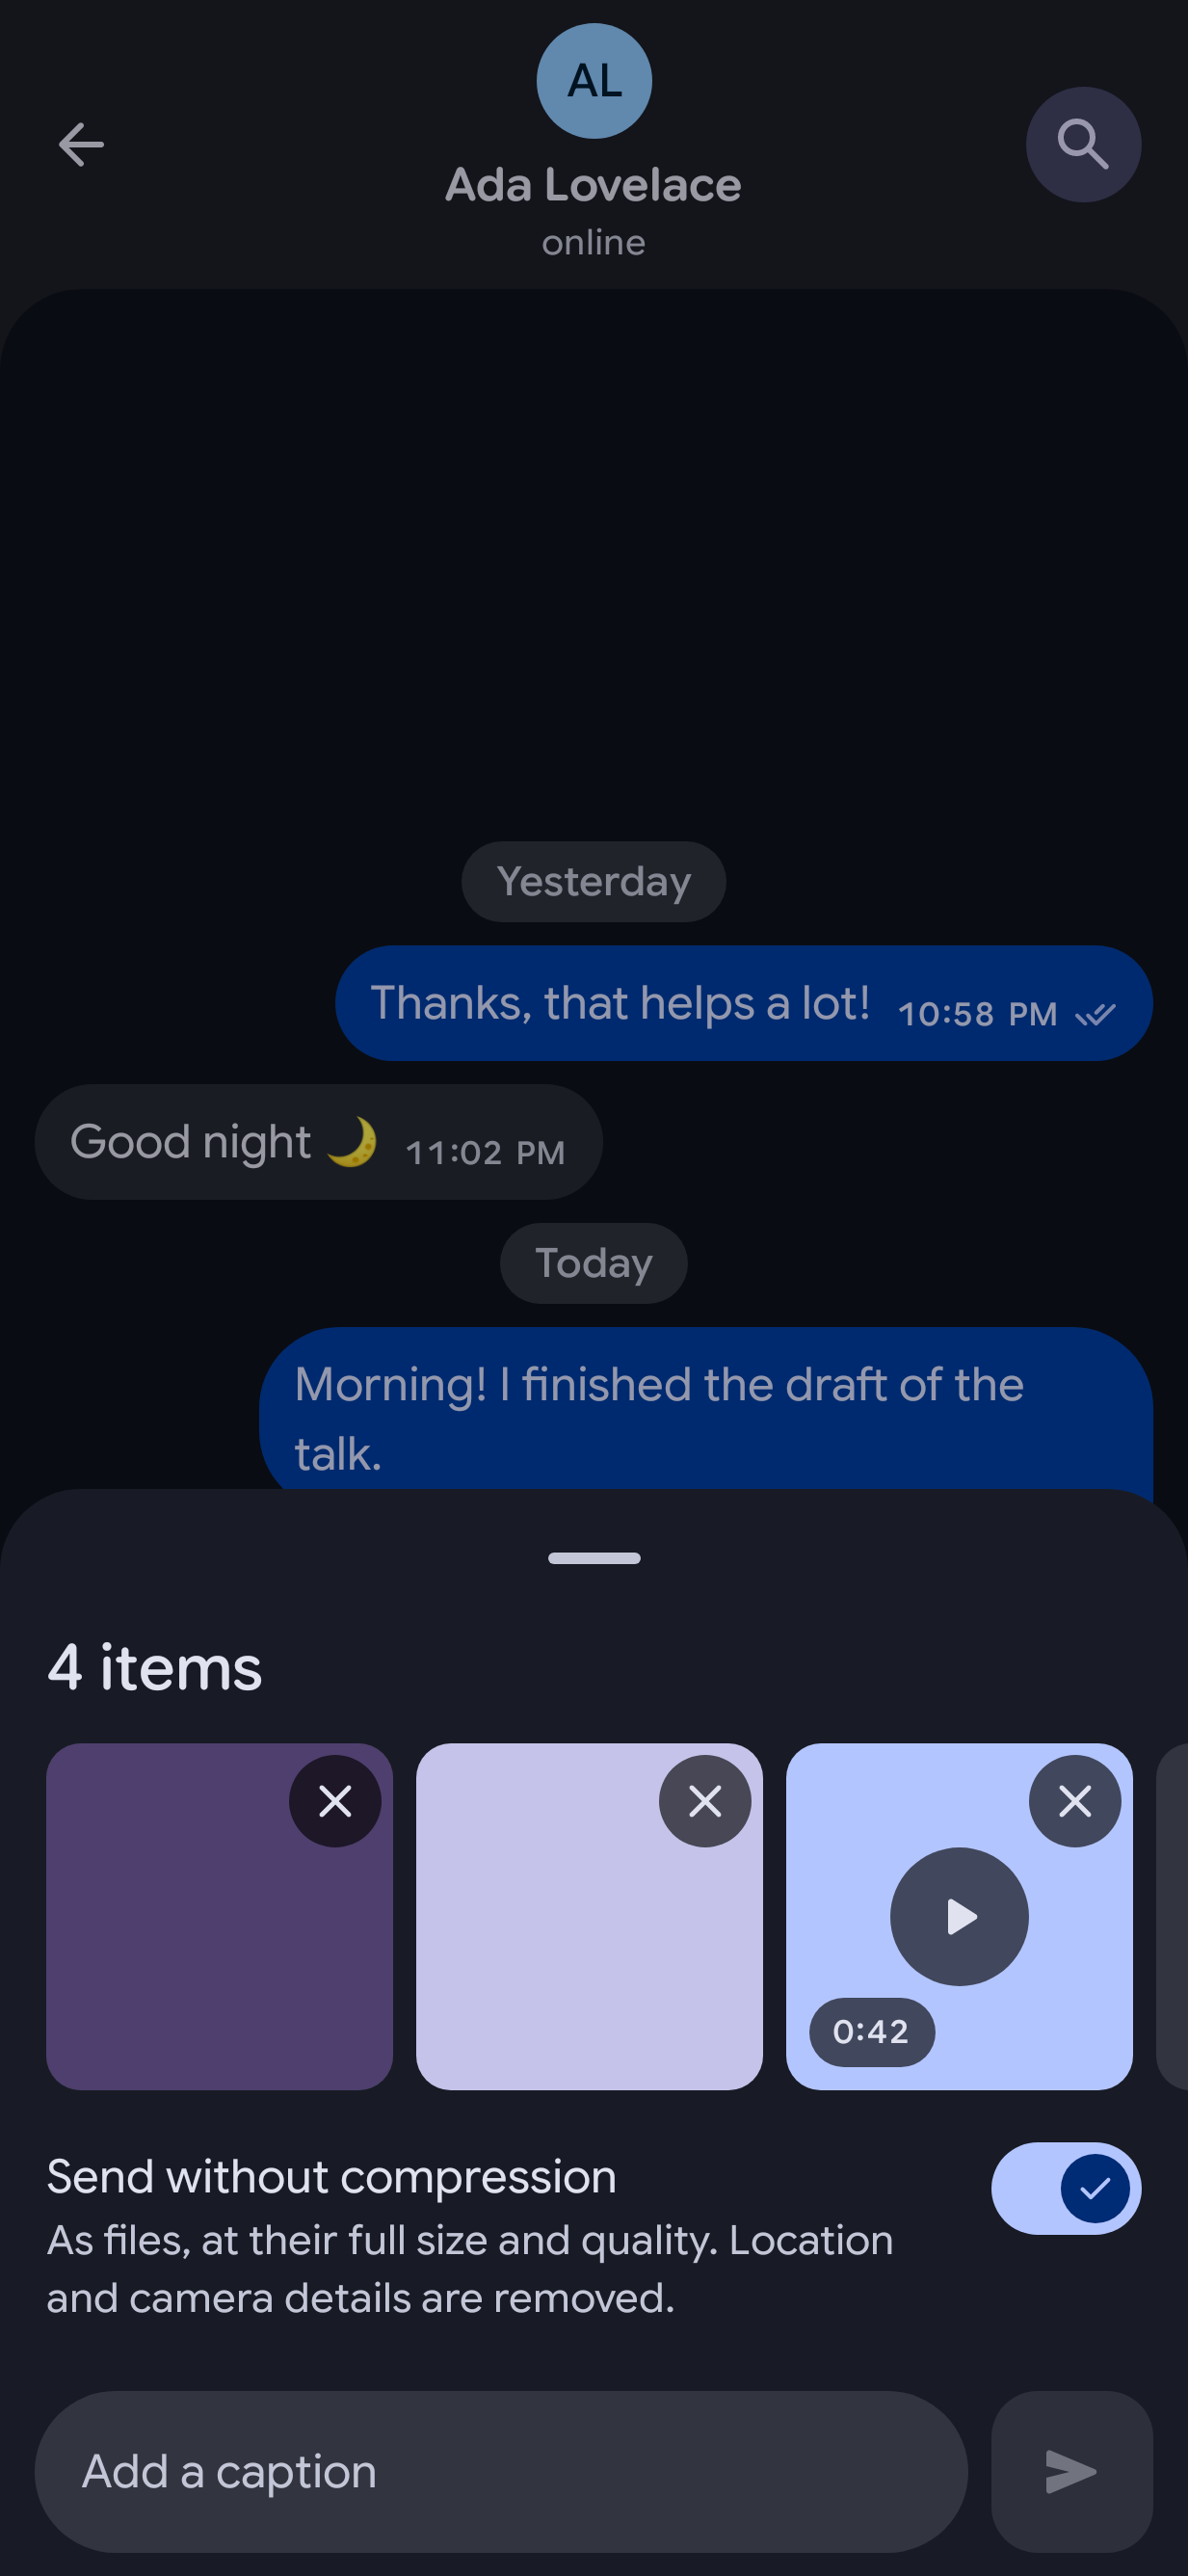 AL
Ada Lovelace
online
Yesterday
Thanks, that helps a lot! 10:58 PM
Good night 🌙 11:02 PM
Today
Morning! I finished the draft of the
talk.
4 items
0:42
Send without compression
As files, at their full size and quality. Location
and camera details are removed.
Add a caption